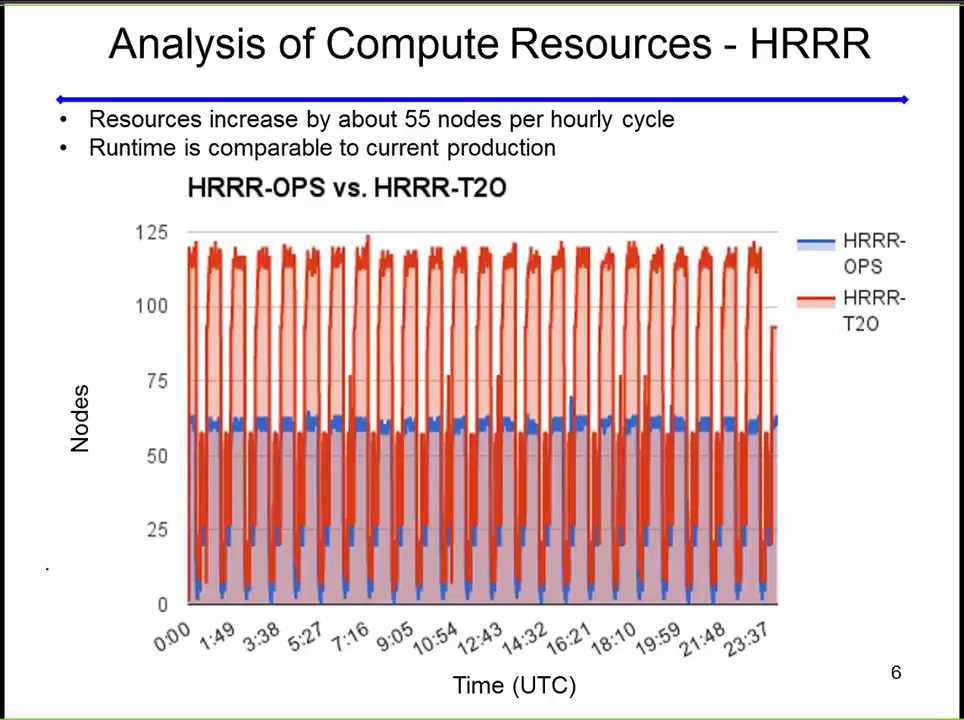 Analysis of Compute Resources - HRRR
• Resources increase by about 55 nodes per hourly cycle
• Runtime is comparable to current production
HRRR-OPS vs. HRRR-T2O
125
100
75
50
25
0
Nodes
HRRR-
OPS
HRRR-
T2O
0:00 1:49 3:38 5:27 7:16 9:05 10:54 12:43 14:32 16:21 18:10 19:59 21:48 23:37
Time (UTC)
6